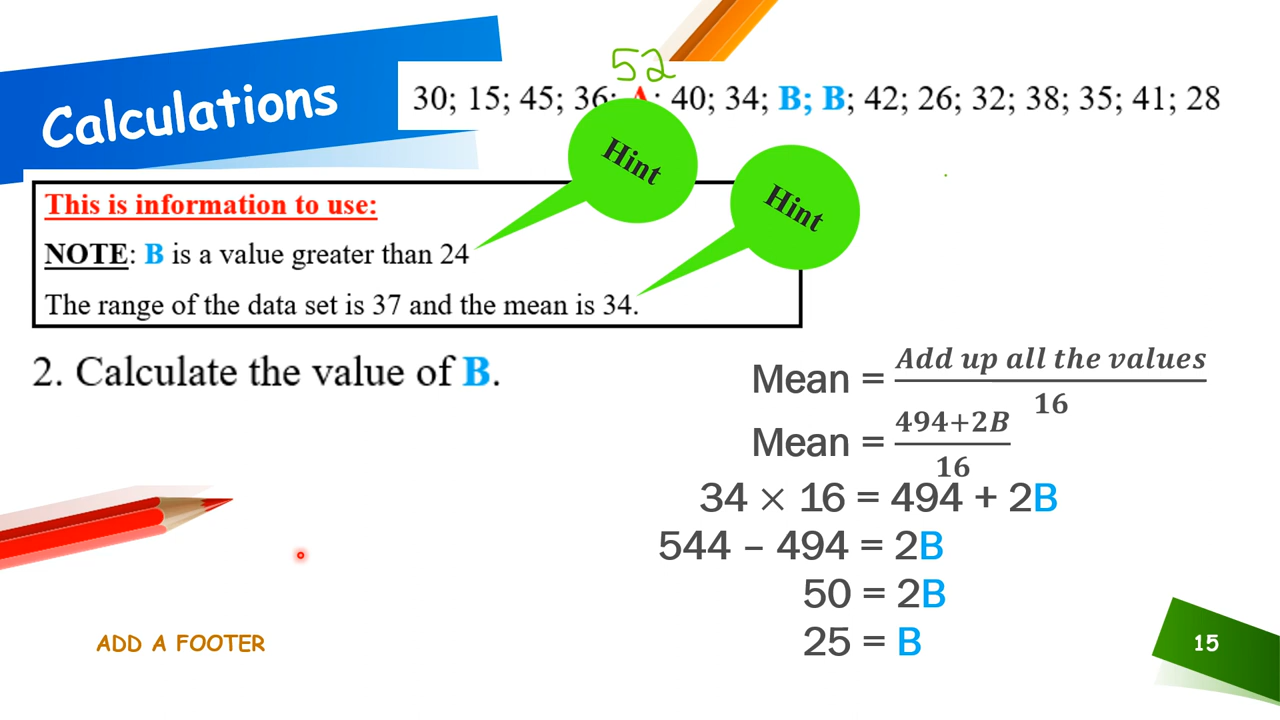 52
Calculations
30; 15; 45; 36; A; 40; 34; B; B; 42; 26; 32; 38; 35; 41; 28
Hint
Hint
This is information to use:
NOTE: B is a value greater than 24
The range of the data set is 37 and the mean is 34.
2. Calculate the value of B.
Mean = Add up all the values / 16
Mean = 494+2B / 16
34 × 16 = 494 + 2B
544 – 494 = 2B
50 = 2B
25 = B
ADD A FOOTER
15